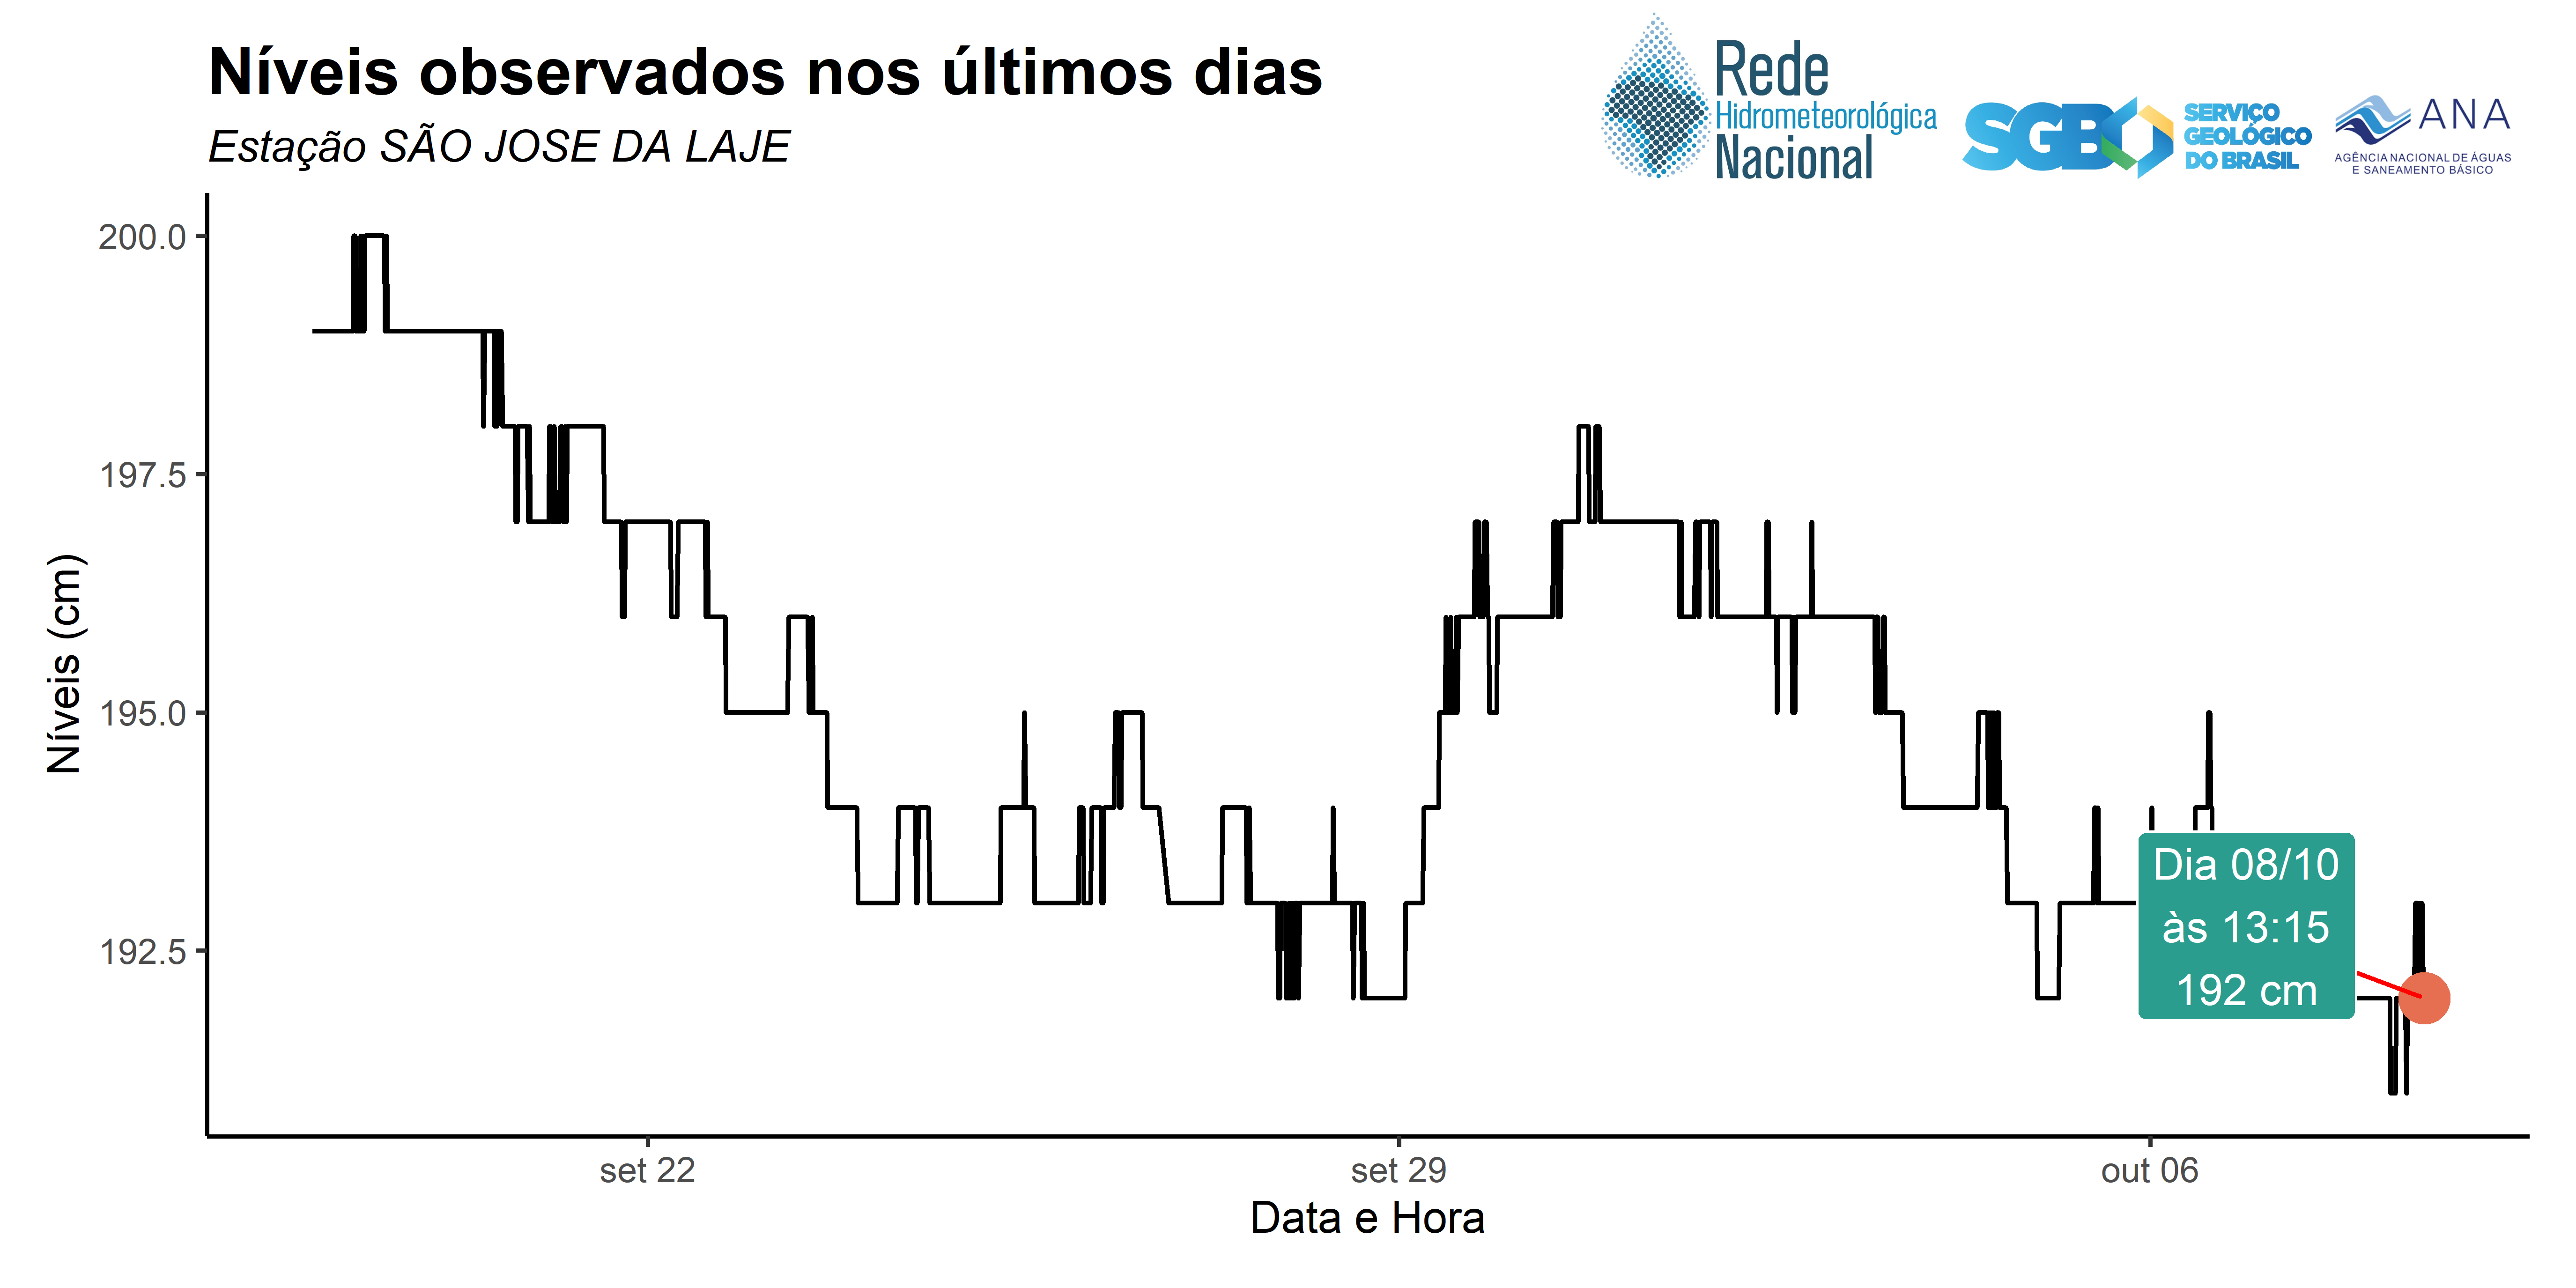 Níveis observados nos últimos dias
Estação SÃO JOSE DA LAJE
Rede
Hidrometeorológica
Nacional
SGB
SERVIÇO
GEOLÓGICO
DO BRASIL
ANA
AGÊNCIA NACIONAL DE ÁGUAS
E SANEAMENTO BÁSICO
Níveis (cm)
200.0
197.5
195.0
192.5
Dia 08/10
às 13:15
192 cm
set 22
set 29
out 06
Data e Hora